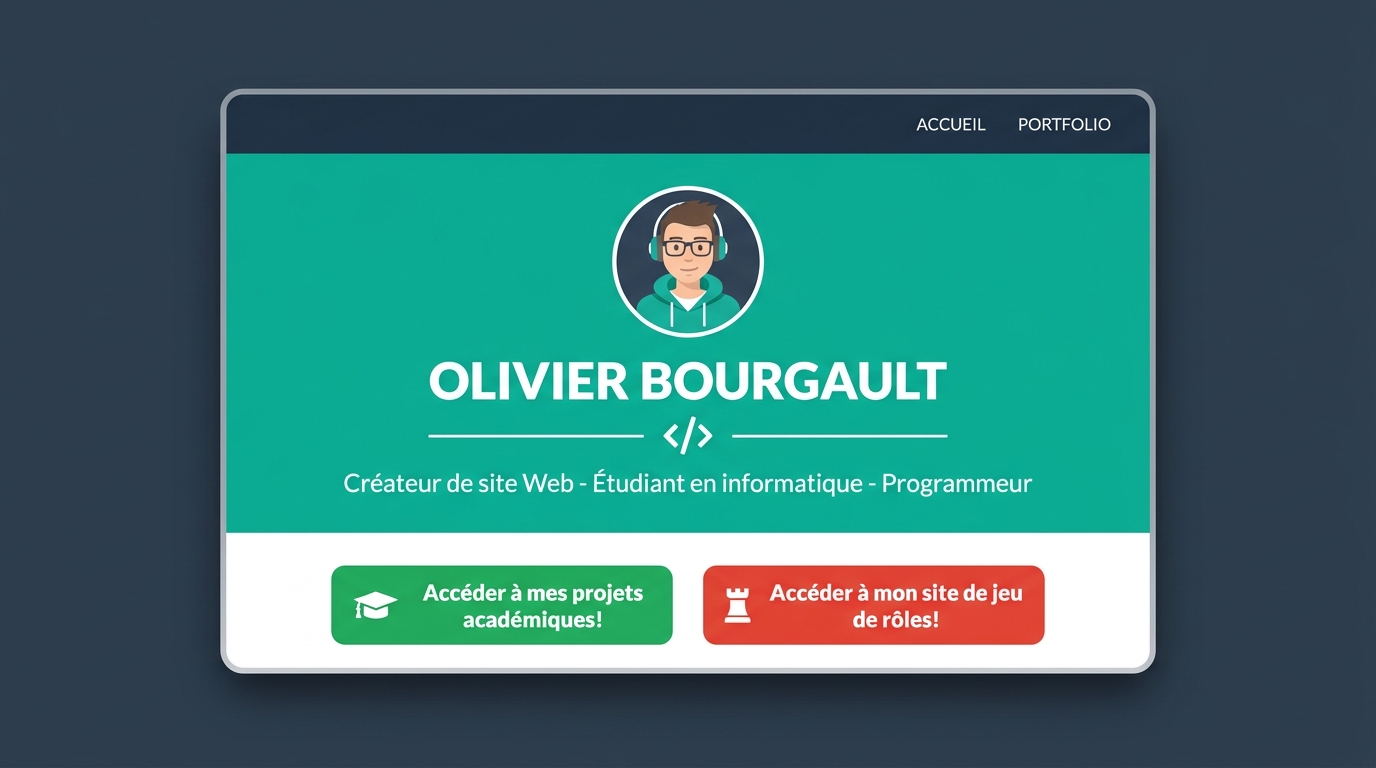 ACCUEIL PORTFOLIO
OLIVIER BOURGAULT
</>
Créateur de site Web - Étudiant en informatique - Programmeur
Accéder à mes projets
académiques!
Accéder à mon site de jeu
de rôles!